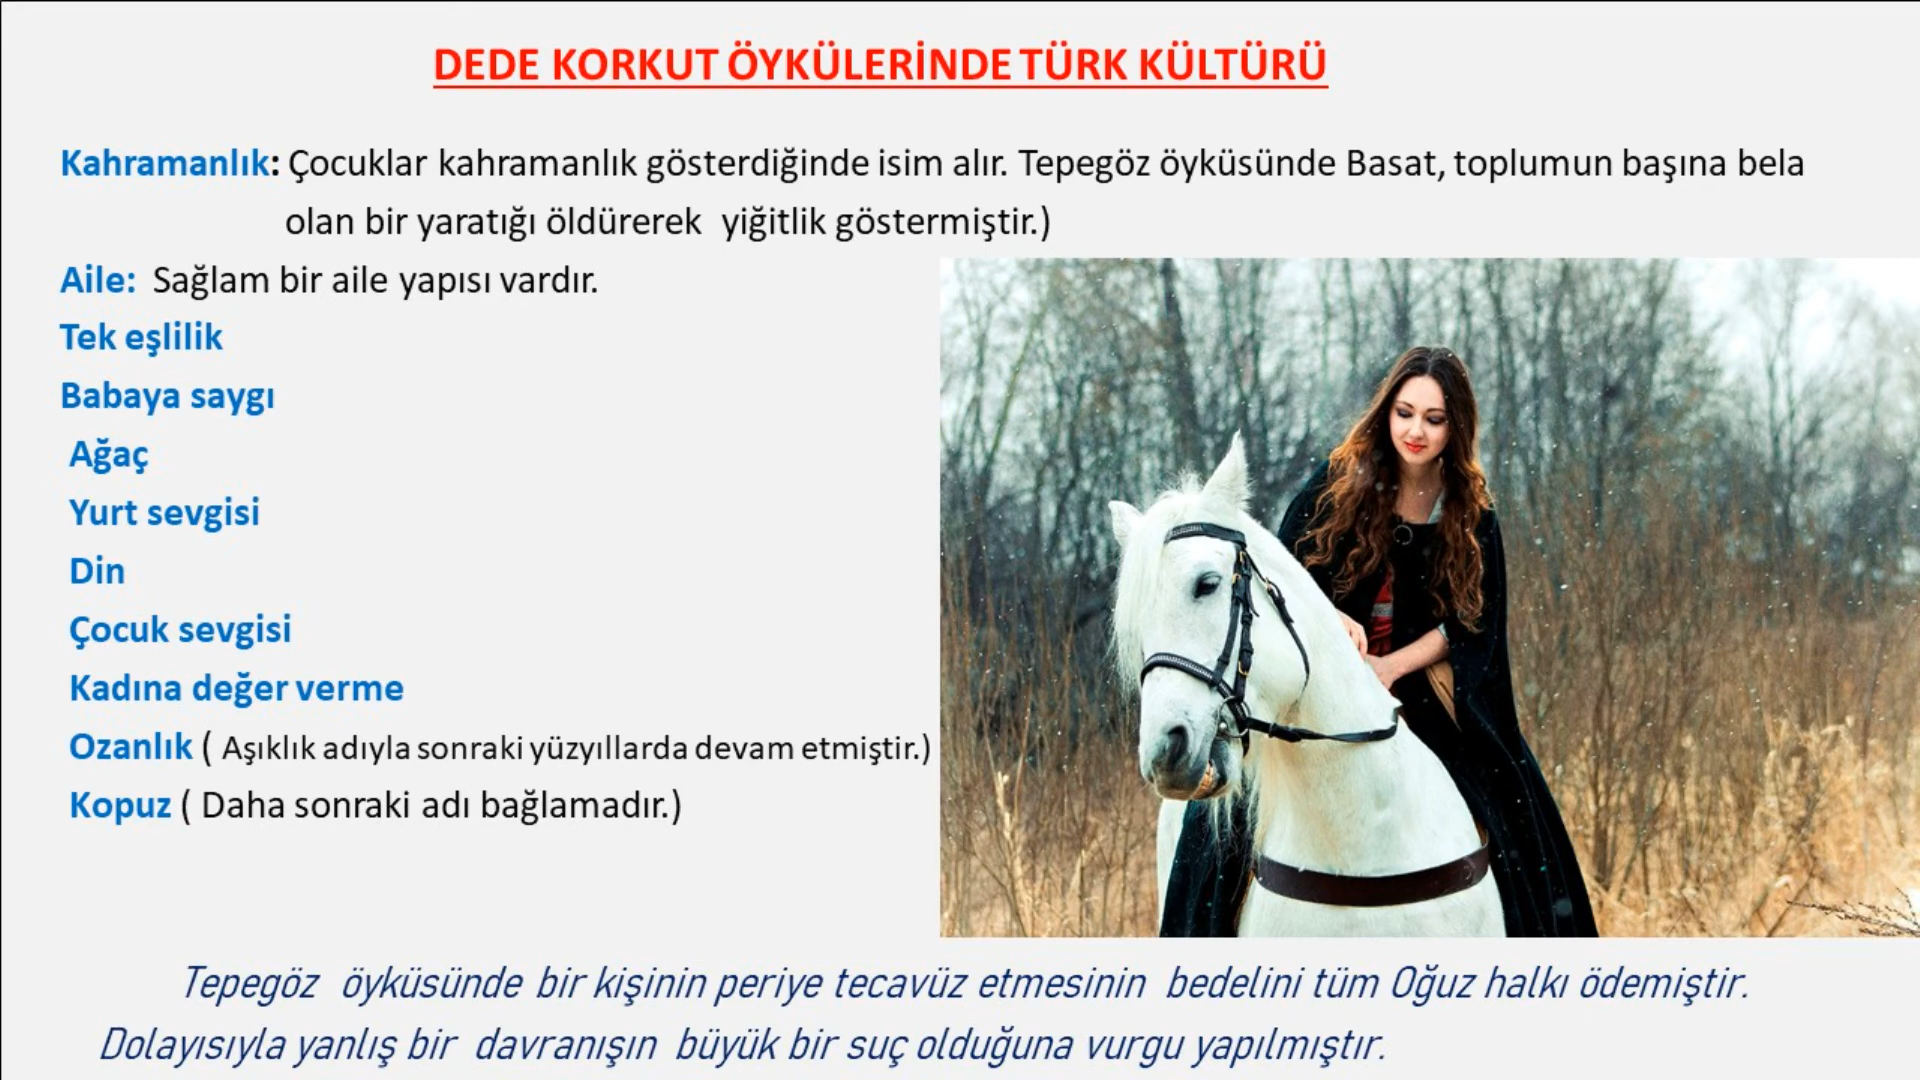 DEDE KORKUT ÖYKÜLERİNDE TÜRK KÜLTÜRÜ
Kahramanlık: Çocuklar kahramanlık gösterdiğinde isim alır. Tepegöz öyküsünde Basat, toplumun başına bela
olan bir yaratığı öldürerek yiğitlik göstermiştir.)
Aile: Sağlam bir aile yapısı vardır.
Tek eşlilik
Babaya saygı
Ağaç
Yurt sevgisi
Din
Çocuk sevgisi
Kadına değer verme
Ozanlık ( Aşıklık adıyla sonraki yüzyıllarda devam etmiştir.)
Kopuz ( Daha sonraki adı bağlamadır.)
Tepegöz öyküsünde bir kişinin periye tecavüz etmesinin bedelini tüm Oğuz halkı ödemiştir.
Dolayısıyla yanlış bir davranışın büyük bir suç olduğuna vurgu yapılmıştır.